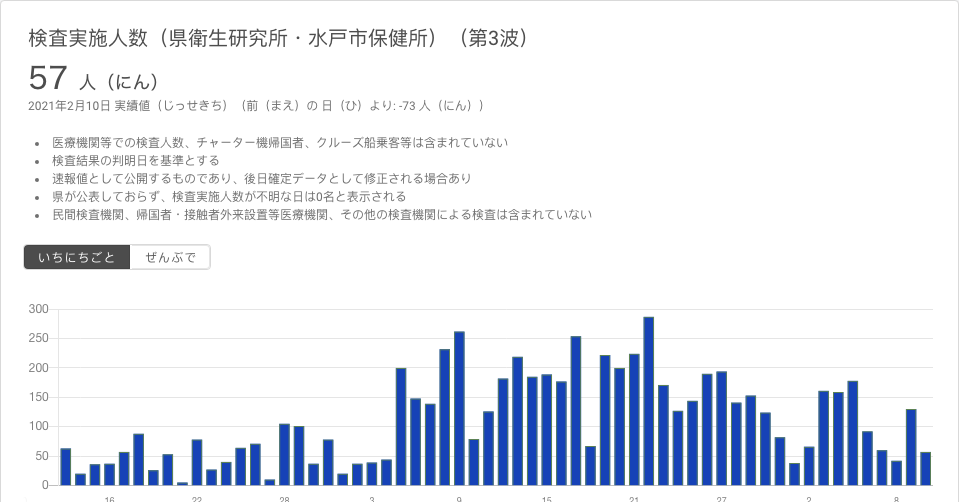 検査実施人数（県衛生研究所・水戸市保健所）（第3波）
57 人（にん）
2021年2月10日 実績値（じっせきち）（前（まえ）の 日（ひ）より: -73 人（にん））
医療機関等での検査人数、チャーター機帰国者、クルーズ船乗客等は含まれていない
検査結果の判明日を基準とする
速報値として公開するものであり、後日確定データとして修正される場合あり
県が公表しておらず、検査実施人数が不明な日は0名と表示される
民間検査機関、帰国者・接触者外来設置等医療機関、その他の検査機関による検査は含まれていない
いちにちごと ぜんぶで
300
250
200
150
100
50
0
16 22 28 3 9 15 21 27 2 8